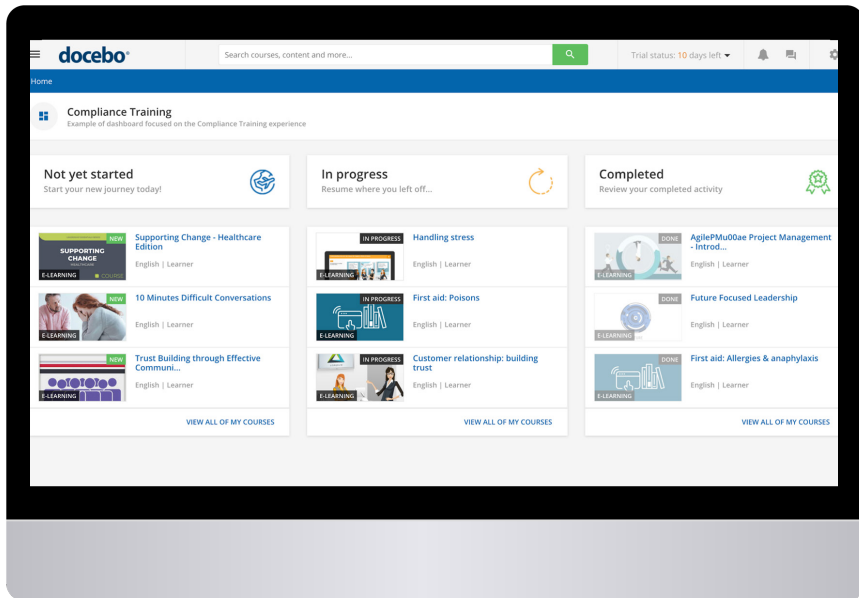 docebo®
Search courses, content and more...
Trial status: 10 days left
Home
Compliance Training
Example of dashboard focused on the Compliance Training experience
Not yet started
Start your new journey today!
In progress
Resume where you left off...
Completed
Review your completed activity
NEW
SUPPORTING
CHANGE
HEALTHCARE
E-LEARNING
COURSE
Supporting Change - Healthcare
Edition
English | Learner
NEW
E-LEARNING
10 Minutes Difficult Conversations
English | Learner
NEW
E-LEARNING
Trust Building through Effective
Communi...
English | Learner
VIEW ALL OF MY COURSES
IN PROGRESS
E-LEARNING
Handling stress
English | Learner
IN PROGRESS
E-LEARNING
First aid: Poisons
English | Learner
IN PROGRESS
E-LEARNING
Customer relationship: building
trust
English | Learner
VIEW ALL OF MY COURSES
DONE
E-LEARNING
AgilePMu00ae Project Management
- Introd...
English | Learner
DONE
E-LEARNING
Future Focused Leadership
English | Learner
DONE
E-LEARNING
First aid: Allergies & anaphylaxis
English | Learner
VIEW ALL OF MY COURSES